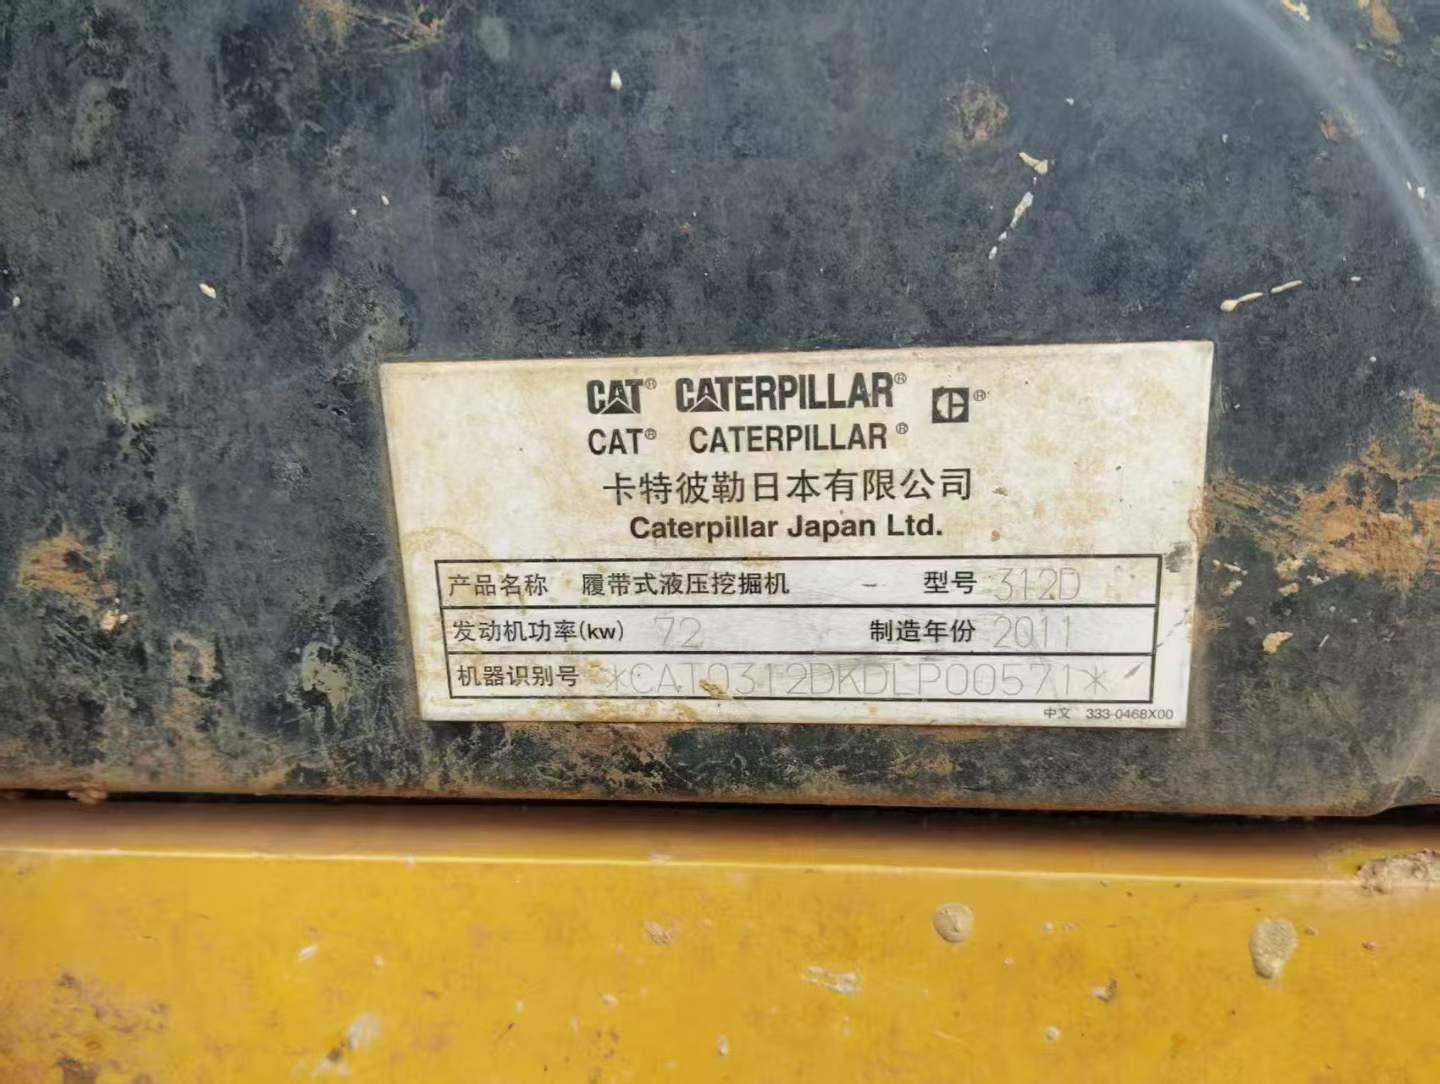 CAT® CATERPILLAR®
CAT® CATERPILLAR®
卡特彼勒日本有限公司
Caterpillar Japan Ltd.
产品名称 履带式液压挖掘机 - 型号 312D
发动机功率(kw) 72 制造年份 2011
机器识别号 *CAT0312DKDLP00571*
中文 333-0468X00